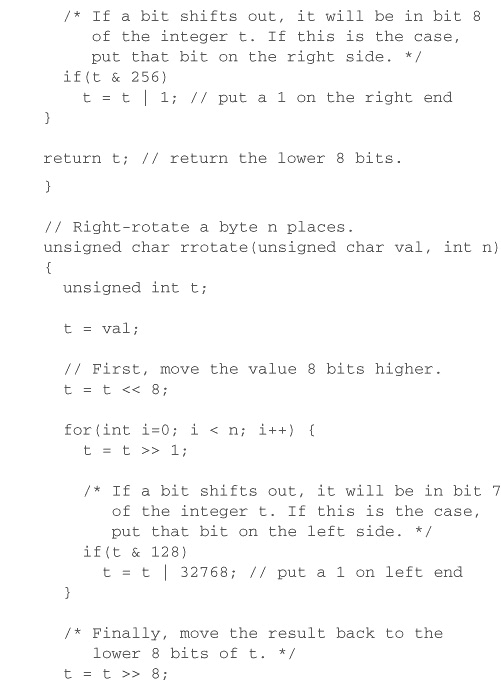 /* If a bit shifts out, it will be in bit 8
of the integer t. If this is the case,
put that bit on the right side. */
if(t & 256)
t = t | 1; // put a 1 on the right end
}
return t; // return the lower 8 bits.
}
// Right-rotate a byte n places.
unsigned char rrotate(unsigned char val, int n)
{
unsigned int t;
t = val;
// First, move the value 8 bits higher.
t = t << 8;
for(int i=0; i < n; i++) {
t = t >> 1;
/* If a bit shifts out, it will be in bit 7
of the integer t. If this is the case,
put that bit on the left side. */
if(t & 128)
t = t | 32768; // put a 1 on left end
}
/* Finally, move the result back to the
lower 8 bits of t. */
t = t >> 8;